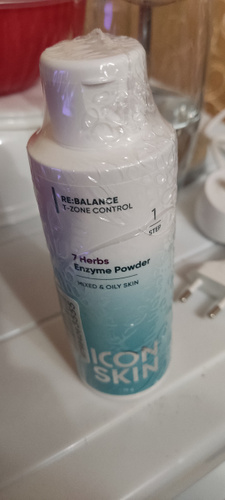 RE:BALANCE
T-ZONE CONTROL
1
STEP
7 Herbs
Enzyme Powder
MIXED & OILY SKIN
ICON
SKIN